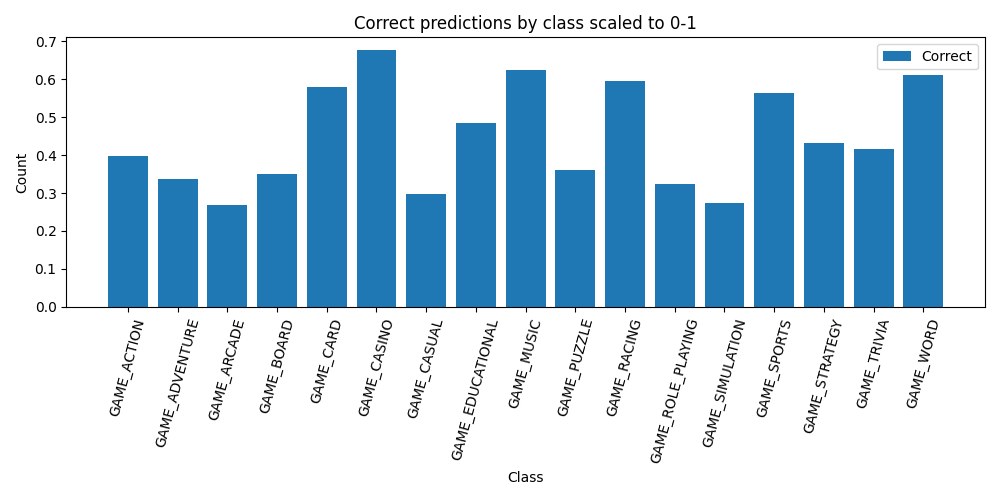 Correct predictions by class scaled to 0-1
Correct
Count
0.7
0.6
0.5
0.4
0.3
0.2
0.1
0.0
GAME_ACTION
GAME_ADVENTURE
GAME_ARCADE
GAME_BOARD
GAME_CARD
GAME_CASINO
GAME_CASUAL
GAME_EDUCATIONAL
GAME_MUSIC
GAME_PUZZLE
GAME_RACING
GAME_ROLE_PLAYING
GAME_SIMULATION
GAME_SPORTS
GAME_STRATEGY
GAME_TRIVIA
GAME_WORD
Class